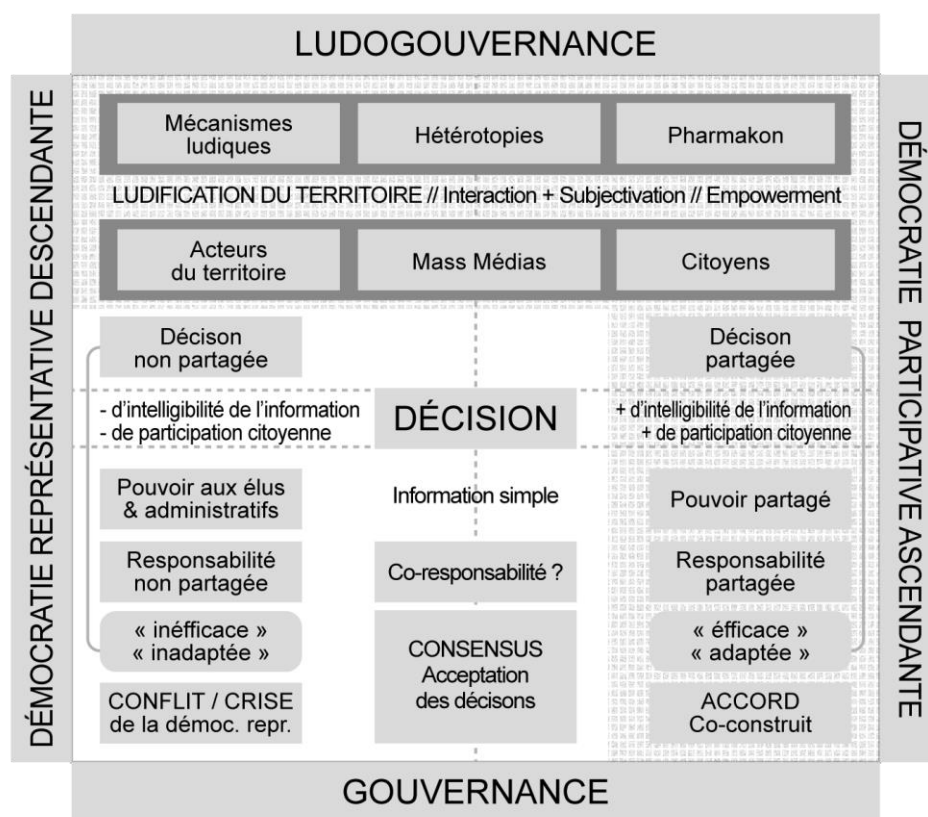 LUDOGOUVERNANCE
DÉMOCRATIE REPRÉSENTATIVE DESCENDANTE
Mécanismes
ludiques
Hétérotopies
Pharmakon
LUDIFICATION DU TERRITOIRE // Interaction + Subjectivation // Empowerment
Acteurs
du territoire
Mass Médias
Citoyens
Décison
non partagée
Décison
partagée
- d'intelligibilité de l'information
- de participation citoyenne
DÉCISION
+ d'intelligibilité de l'information
+ de participation citoyenne
Pouvoir aux élus
& administratifs
Information simple
Pouvoir partagé
Responsabilité
non partagée
Co-responsabilité ?
Responsabilité
partagée
« inéfficace »
« inadaptée »
CONSENSUS
Acceptation
des décisons
« éfficace »
« adaptée »
CONFLIT / CRISE
de la démoc. repr.
ACCORD
Co-construit
DÉMOCRATIE PARTICIPATIVE ASCENDANTE
GOUVERNANCE